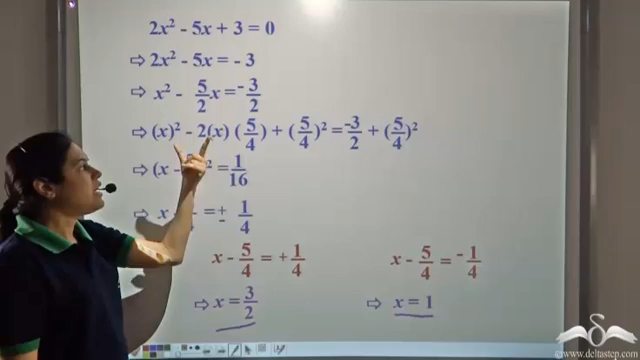 2x² - 5x + 3 = 0
⇨ 2x² - 5x = - 3
⇨ x² - 5/2 x = -3/2
⇨ (x)² - 2(x) (5/4) + (5/4)² = -3/2 + (5/4)²
⇨ (x - ² = 1/16
⇨ x - 4 = ± 1/4
x - 5/4 = +1/4
x - 5/4 = -1/4
⇨ x = 3/2
⇨ x = 1
© www.deltastep.com